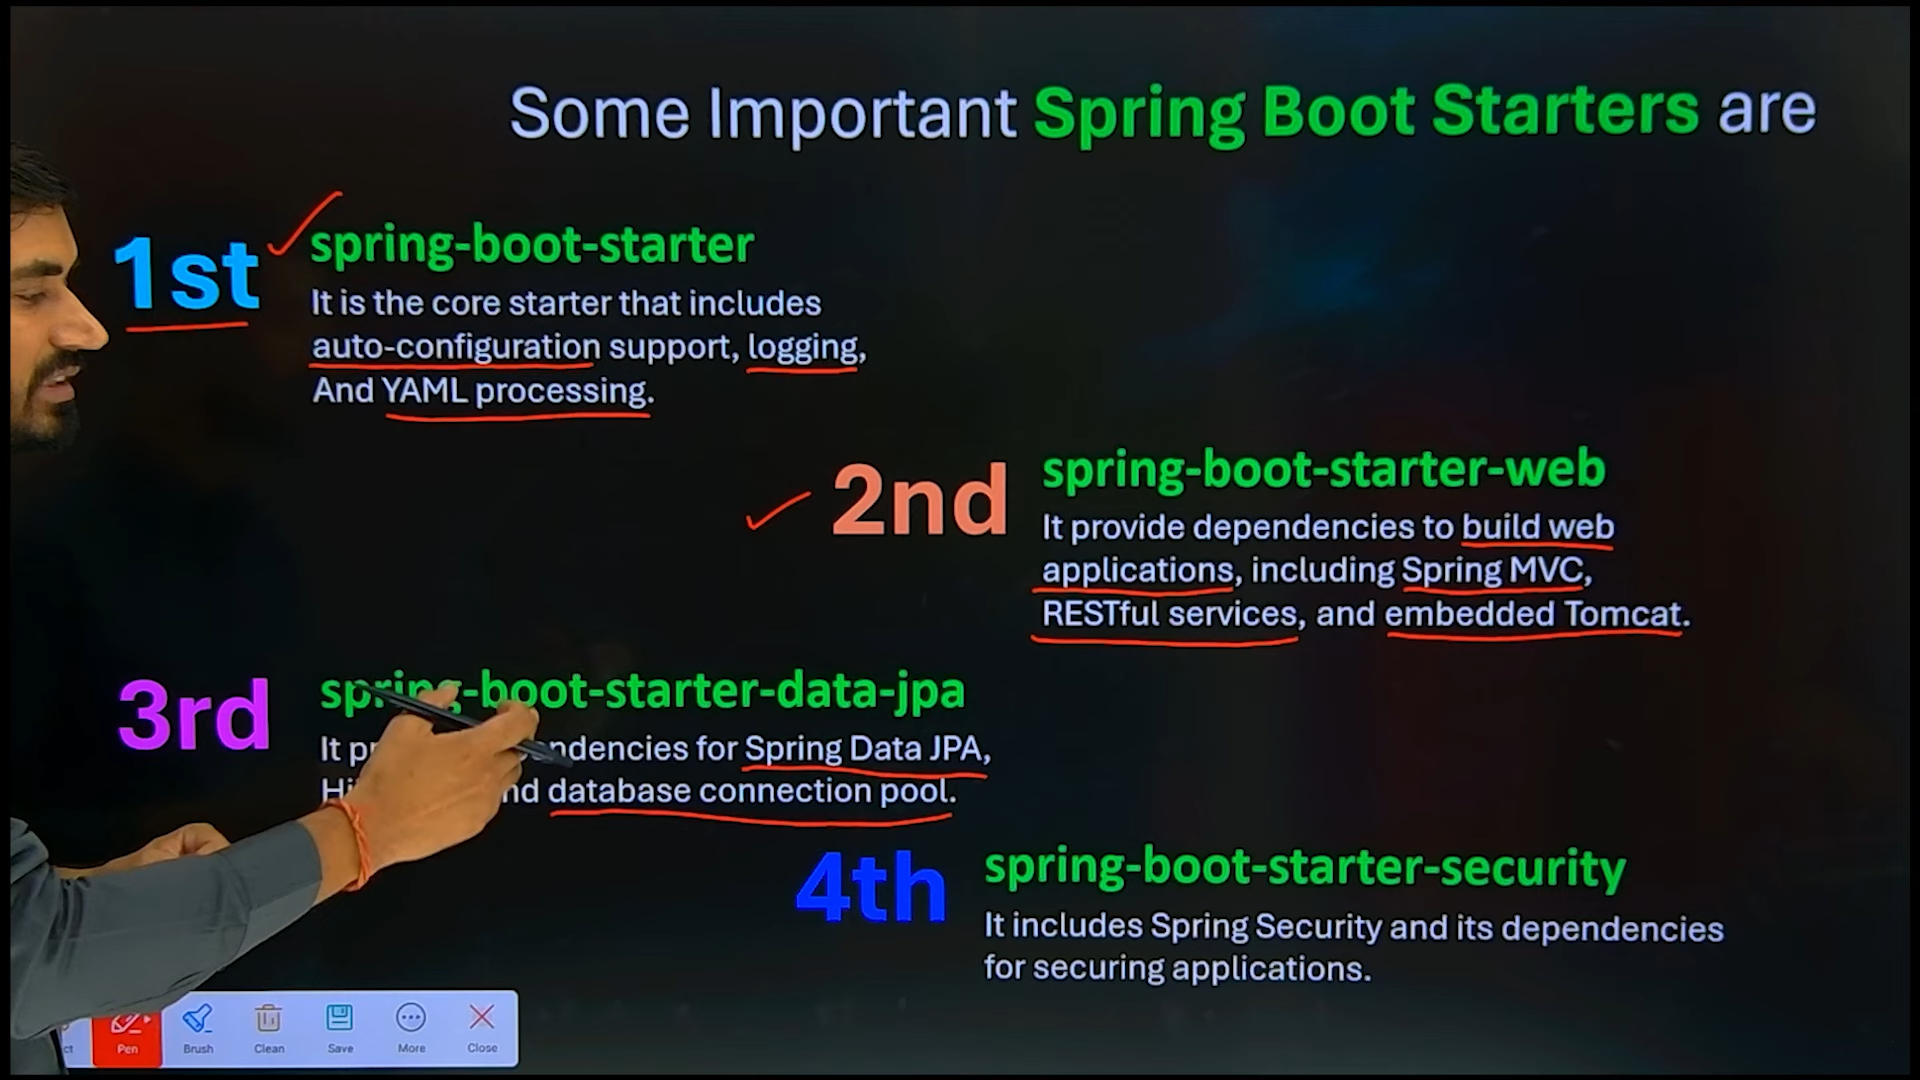 Some Important Spring Boot Starters are
1st
spring-boot-starter
It is the core starter that includes
auto-configuration support, logging,
And YAML processing.
2nd
spring-boot-starter-web
It provide dependencies to build web
applications, including Spring MVC,
RESTful services, and embedded Tomcat.
3rd
spring-boot-starter-data-jpa
It for Spring Data JPA,
database connection pool.
4th
spring-boot-starter-security
It includes Spring Security and its dependencies
for securing applications.
Pen Brush Clean Save More Close